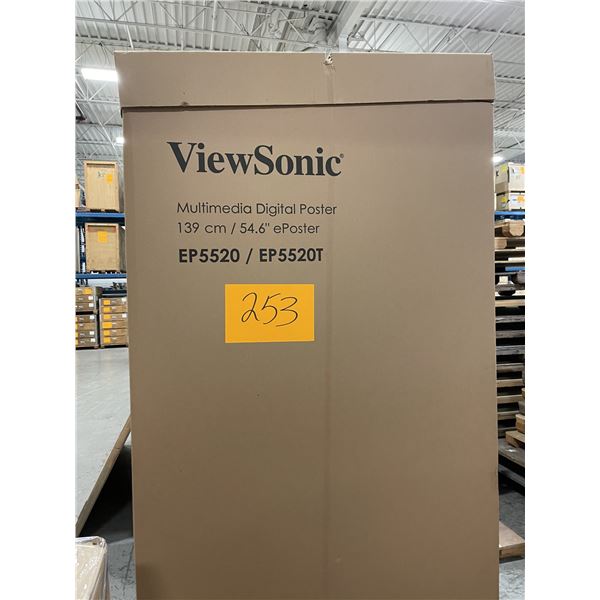 ViewSonic®
Multimedia Digital Poster
139 cm / 54.6" ePoster
EP5520 / EP5520T
253